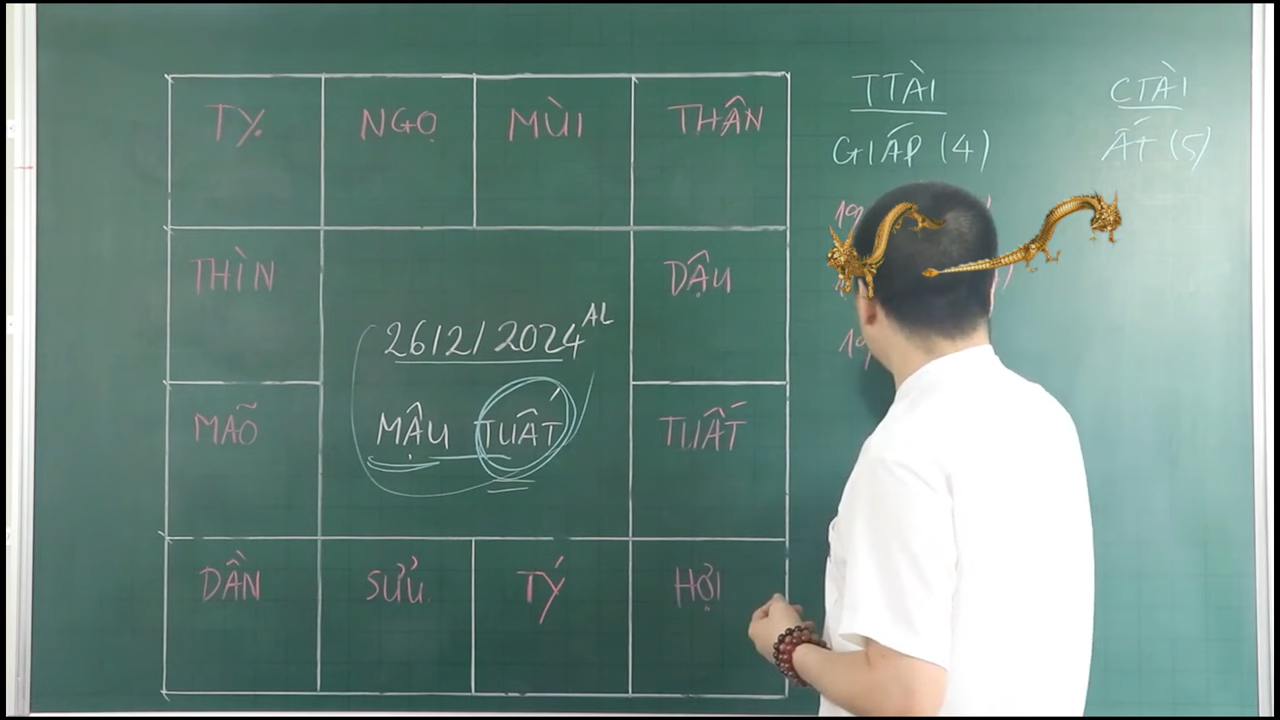 TỴ NGỌ MÙI THÂN
THÌN DẬU
MÃO TUẤT
DẦN SỬU TÝ HỢI
26/2/2024 AL
MẬU TUẤT
TTÀI
GIÁP (4)
CTÀI
ẤT (5)